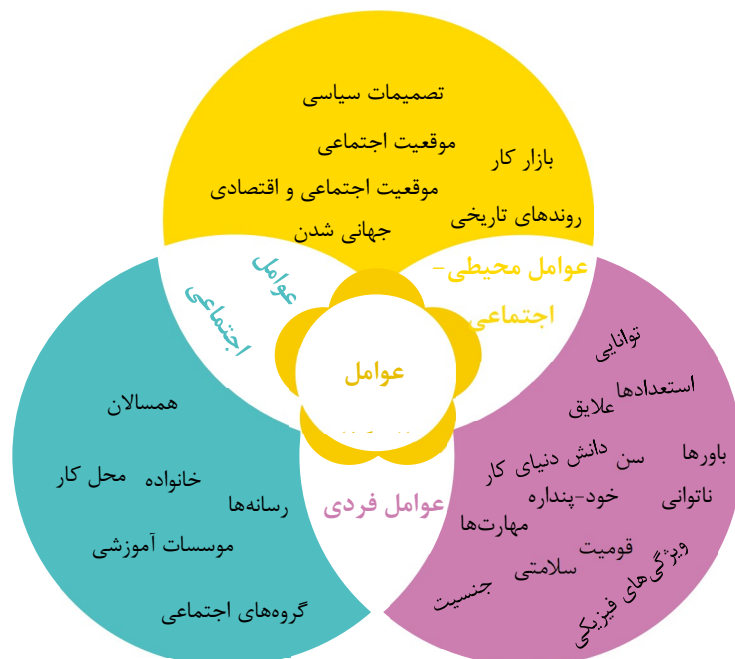 تصمیمات سیاسی
موقعیت اجتماعی
بازار کار
موقعیت اجتماعی و اقتصادی
روندهای تاریخی
جهانی شدن
عوامل محیطی-
اجتماعی
عوامل
اجتماعی
عوامل
عوامل فردی
همسالان
خانواده
محل کار
رسانه‌ها
موسسات آموزشی
گروه‌های اجتماعی
توانایی
استعدادها
علایق
باورها
سن
دانش دنیای کار
ناتوانی
خود-پنداره
مهارت‌ها
قومیت
سلامتی
جنسیت
ویژگی‌های فیزیکی